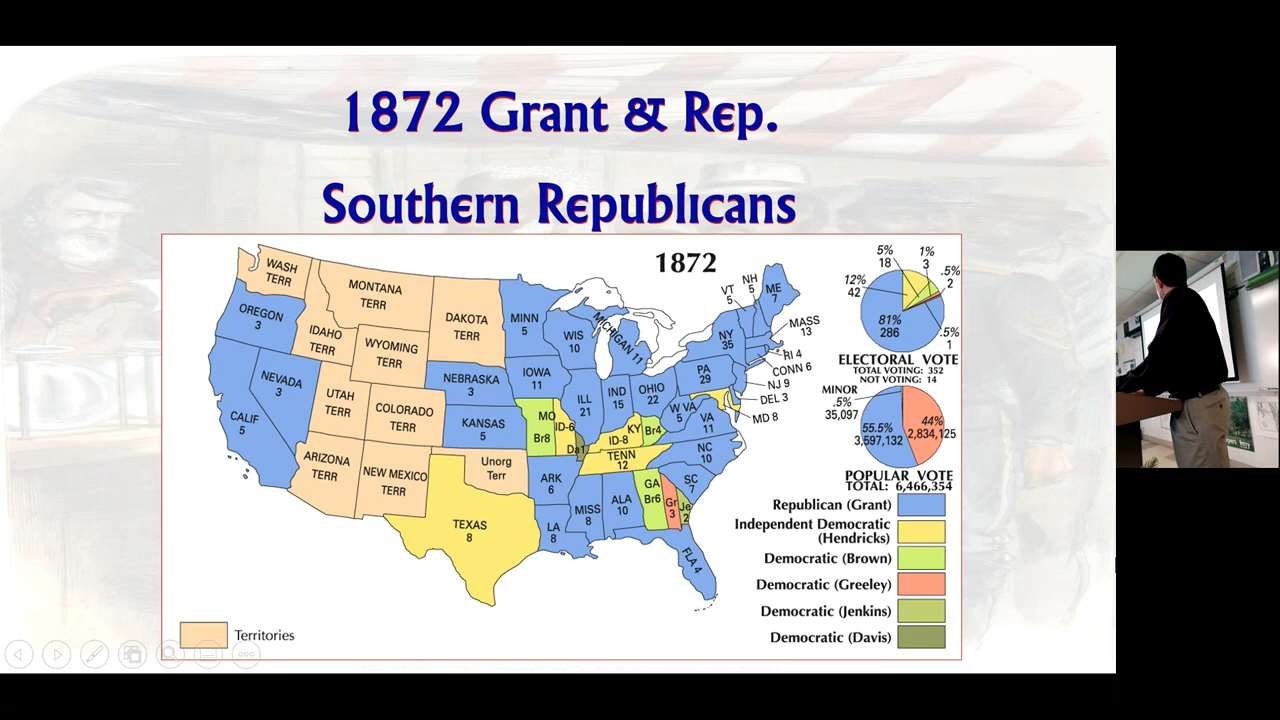 1872 Grant & Rep.
Southern Republicans
1872
WASH
TERR
OREGON
3
CALIF
5
NEVADA
3
IDAHO
TERR
MONTANA
TERR
WYOMING
TERR
UTAH
TERR
COLORADO
TERR
ARIZONA
TERR
NEW MEXICO
TERR
DAKOTA
TERR
NEBRASKA
3
KANSAS
5
Unorg
Terr
TEXAS
8
MINN
5
IOWA
11
MO
Br8
ID-6
Da1
ARK
6
LA
8
WIS
10
ILL
21
MICHIGAN 11
IND
15
OHIO
22
KY
ID-8
Br4
TENN
12
MISS
8
ALA
10
GA
Br6
Gr
3
Je
2
FLA 4
SC
7
NC
10
VA
11
W VA
5
PA
29
NY
35
VT
5
NH
5
ME
7
MASS
13
RI 4
CONN 6
NJ 9
DEL 3
MD 8
5%
18
1%
3
.5%
2
12%
42
81%
286
.5%
1
ELECTORAL VOTE
TOTAL VOTING: 352
NOT VOTING: 14
MINOR
.5%
35,097
55.5%
3,597,132
44%
2,834,125
POPULAR VOTE
TOTAL: 6,466,354
Republican (Grant)
Independent Democratic
(Hendricks)
Democratic (Brown)
Democratic (Greeley)
Democratic (Jenkins)
Democratic (Davis)
Territories